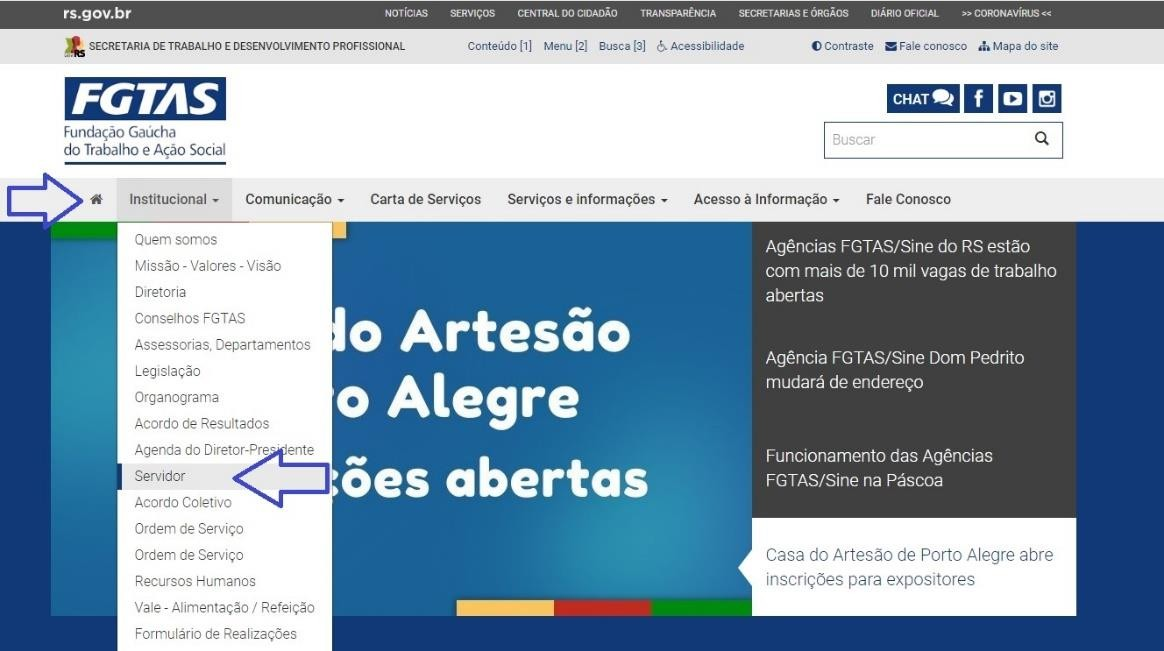 rs.gov.br
NOTÍCIAS SERVIÇOS CENTRAL DO CIDADÃO TRANSPARÊNCIA SECRETARIAS E ÓRGÃOS DIÁRIO OFICIAL >> CORONAVÍRUS <<
RS SECRETARIA DE TRABALHO E DESENVOLVIMENTO PROFISSIONAL
Conteúdo [1] Menu [2] Busca [3] Acessibilidade Contraste Fale conosco Mapa do site
FGTAS
Fundação Gaúcha
do Trabalho e Ação Social
CHAT
Buscar
Institucional Comunicação Carta de Serviços Serviços e informações Acesso à Informação Fale Conosco
Quem somos
Missão - Valores - Visão
Diretoria
Conselhos FGTAS
Assessorias, Departamentos
Legislação
Organograma
Acordo de Resultados
Agenda do Diretor-Presidente
Servidor
Acordo Coletivo
Ordem de Serviço
Ordem de Serviço
Recursos Humanos
Vale - Alimentação / Refeição
Formulário de Realizações
do Artesão
o Alegre
ções abertas
Agências FGTAS/Sine do RS estão
com mais de 10 mil vagas de trabalho
abertas
Agência FGTAS/Sine Dom Pedrito
mudará de endereço
Funcionamento das Agências
FGTAS/Sine na Páscoa
Casa do Artesão de Porto Alegre abre
inscrições para expositores